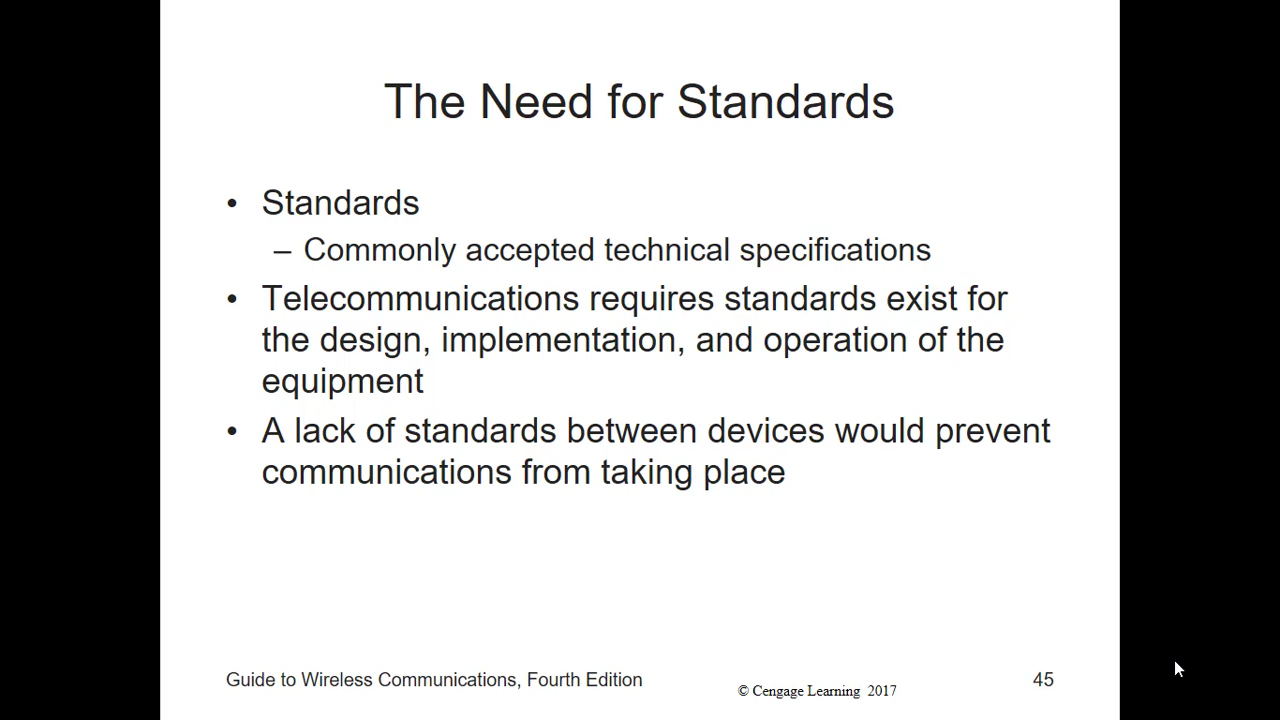 The Need for Standards
• Standards
– Commonly accepted technical specifications
• Telecommunications requires standards exist for
the design, implementation, and operation of the
equipment
• A lack of standards between devices would prevent
communications from taking place
Guide to Wireless Communications, Fourth Edition
© Cengage Learning 2017
45